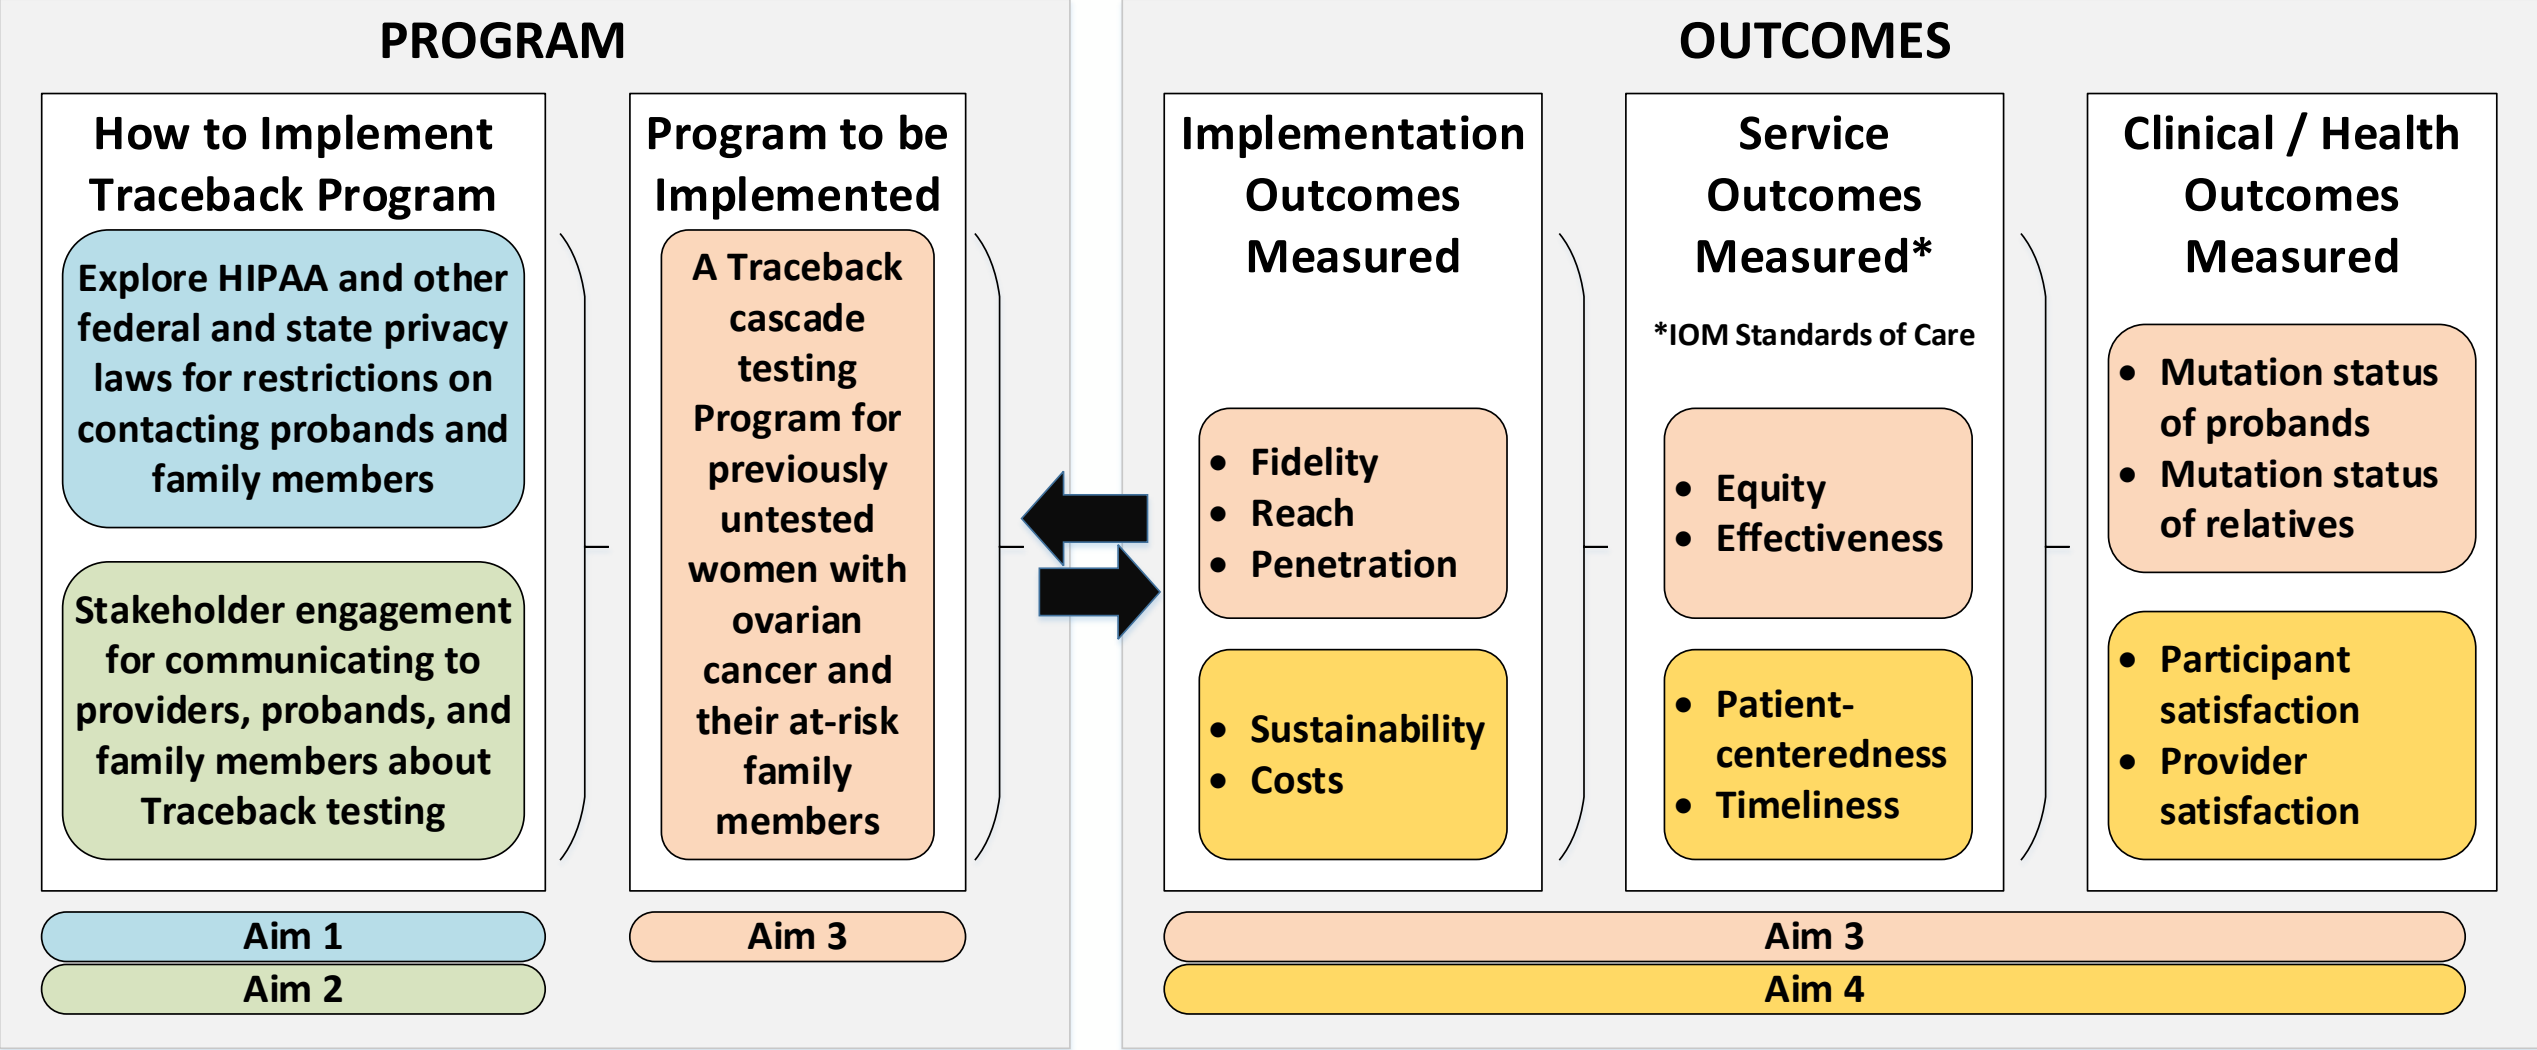 PROGRAM
How to Implement
Traceback Program
Explore HIPAA and other
federal and state privacy
laws for restrictions on
contacting probands and
family members
Stakeholder engagement
for communicating to
providers, probands, and
family members about
Traceback testing
Aim 1
Aim 2
Program to be
Implemented
A Traceback
cascade
testing
Program for
previously
untested
women with
ovarian
cancer and
their at-risk
family
members
Aim 3
OUTCOMES
Implementation
Outcomes
Measured
• Fidelity
• Reach
• Penetration
• Sustainability
• Costs
Service
Outcomes
Measured*
*IOM Standards of Care
• Equity
• Effectiveness
• Patient-
centeredness
• Timeliness
Clinical / Health
Outcomes
Measured
• Mutation status
of probands
• Mutation status
of relatives
• Participant
satisfaction
• Provider
satisfaction
Aim 3
Aim 4